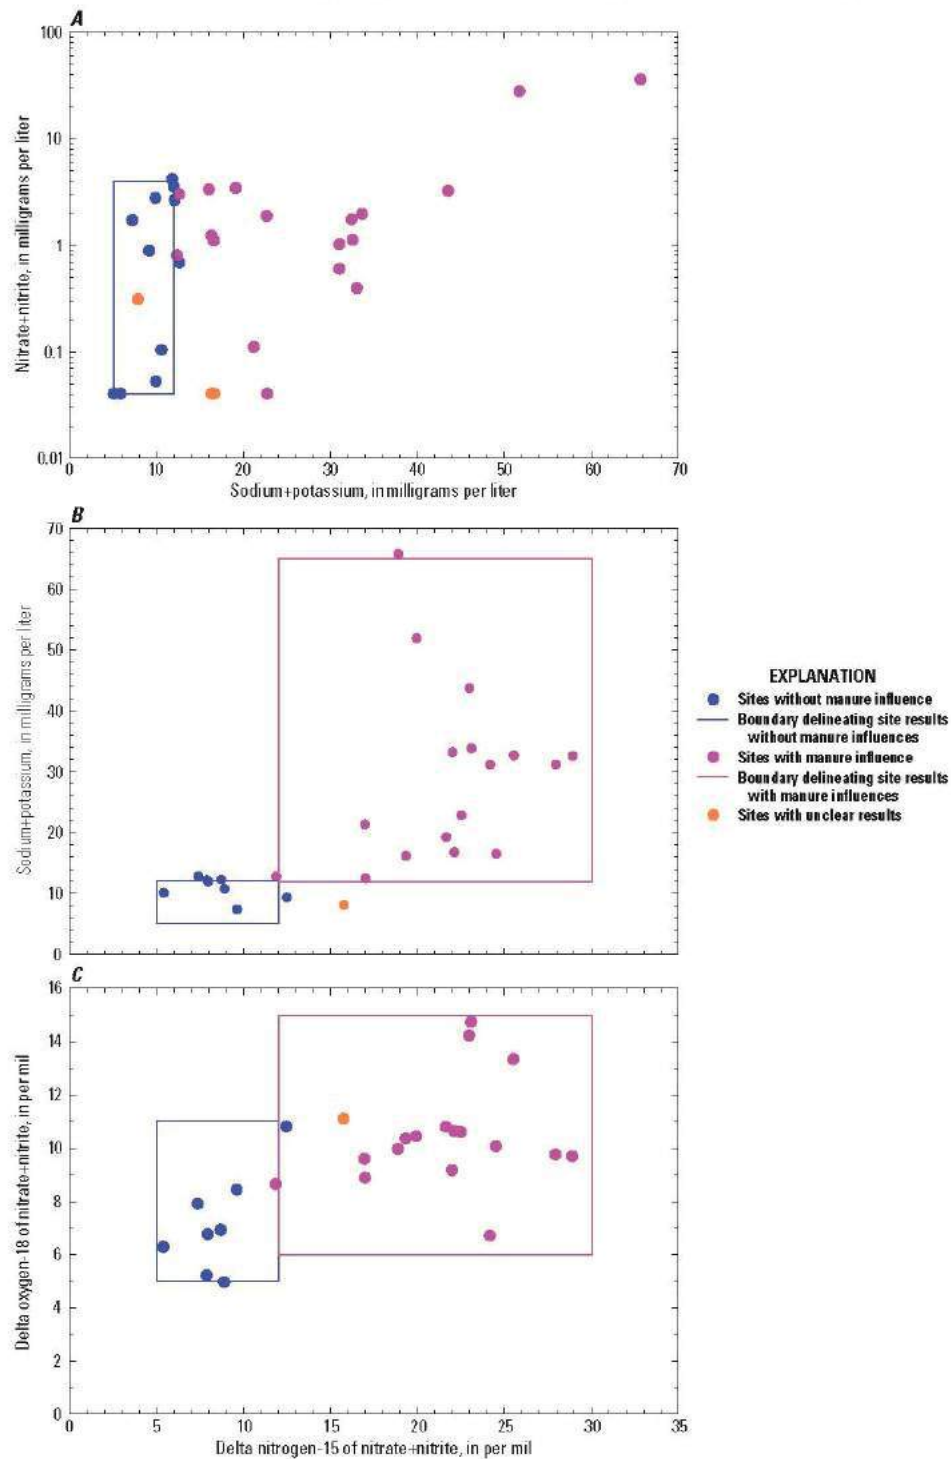 A
100
10
1
0.1
0.01
0 10 20 30 40 50 60 70
Nitrate+nitrite, in milligrams per liter
Sodium+potassium, in milligrams per liter
B
70
60
50
40
30
20
10
0
Sodium+potassium, in milligrams per liter
EXPLANATION
Sites without manure influence
Boundary delineating site results
without manure influences
Sites with manure influence
Boundary delineating site results
with manure influences
Sites with unclear results
C
16
14
12
10
8
6
4
2
0
0 5 10 15 20 25 30 35
Delta oxygen-18 of nitrate+nitrite, in per mil
Delta nitrogen-15 of nitrate+nitrite, in per mil